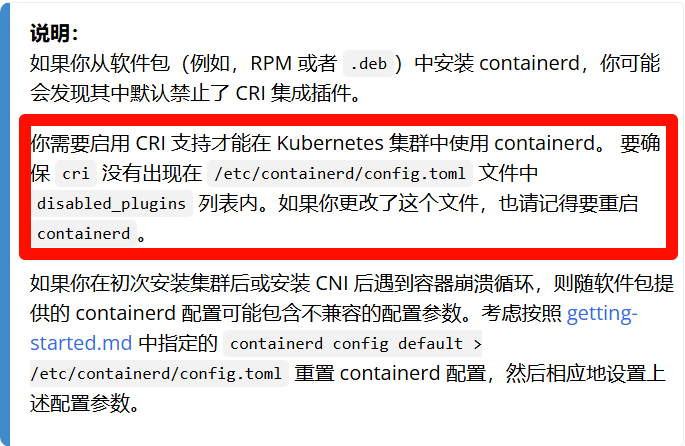 说明：
如果你从软件包（例如，RPM 或者 .deb）中安装 containerd，你可能
会发现其中默认禁止了 CRI 集成插件。
你需要启用 CRI 支持才能在 Kubernetes 集群中使用 containerd。 要确
保 cri 没有出现在 /etc/containerd/config.toml 文件中
disabled_plugins 列表内。如果你更改了这个文件，也请记得要重启
containerd。
如果你在初次安装集群后或安装 CNI 后遇到容器崩溃循环，则随软件包提
供的 containerd 配置可能包含不兼容的配置参数。考虑按照 getting-
started.md 中指定的 containerd config default >
/etc/containerd/config.toml 重置 containerd 配置，然后相应地设置上
述配置参数。